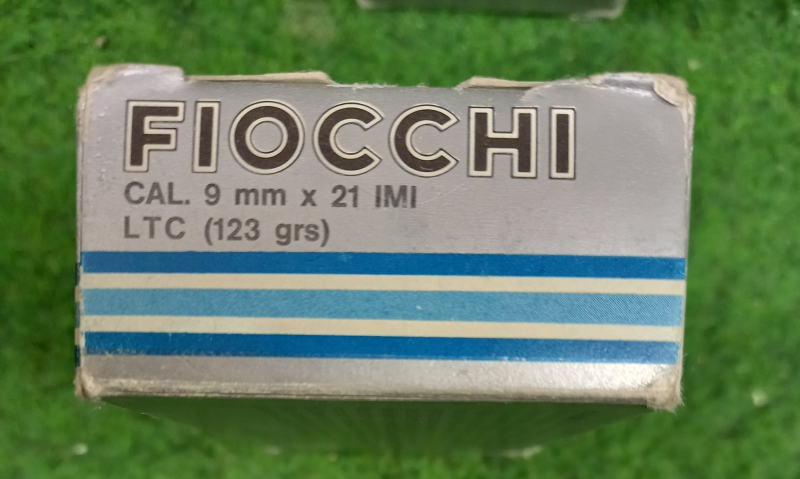 FIOCCHI
CAL. 9 mm x 21 IMI
LTC (123 grs)